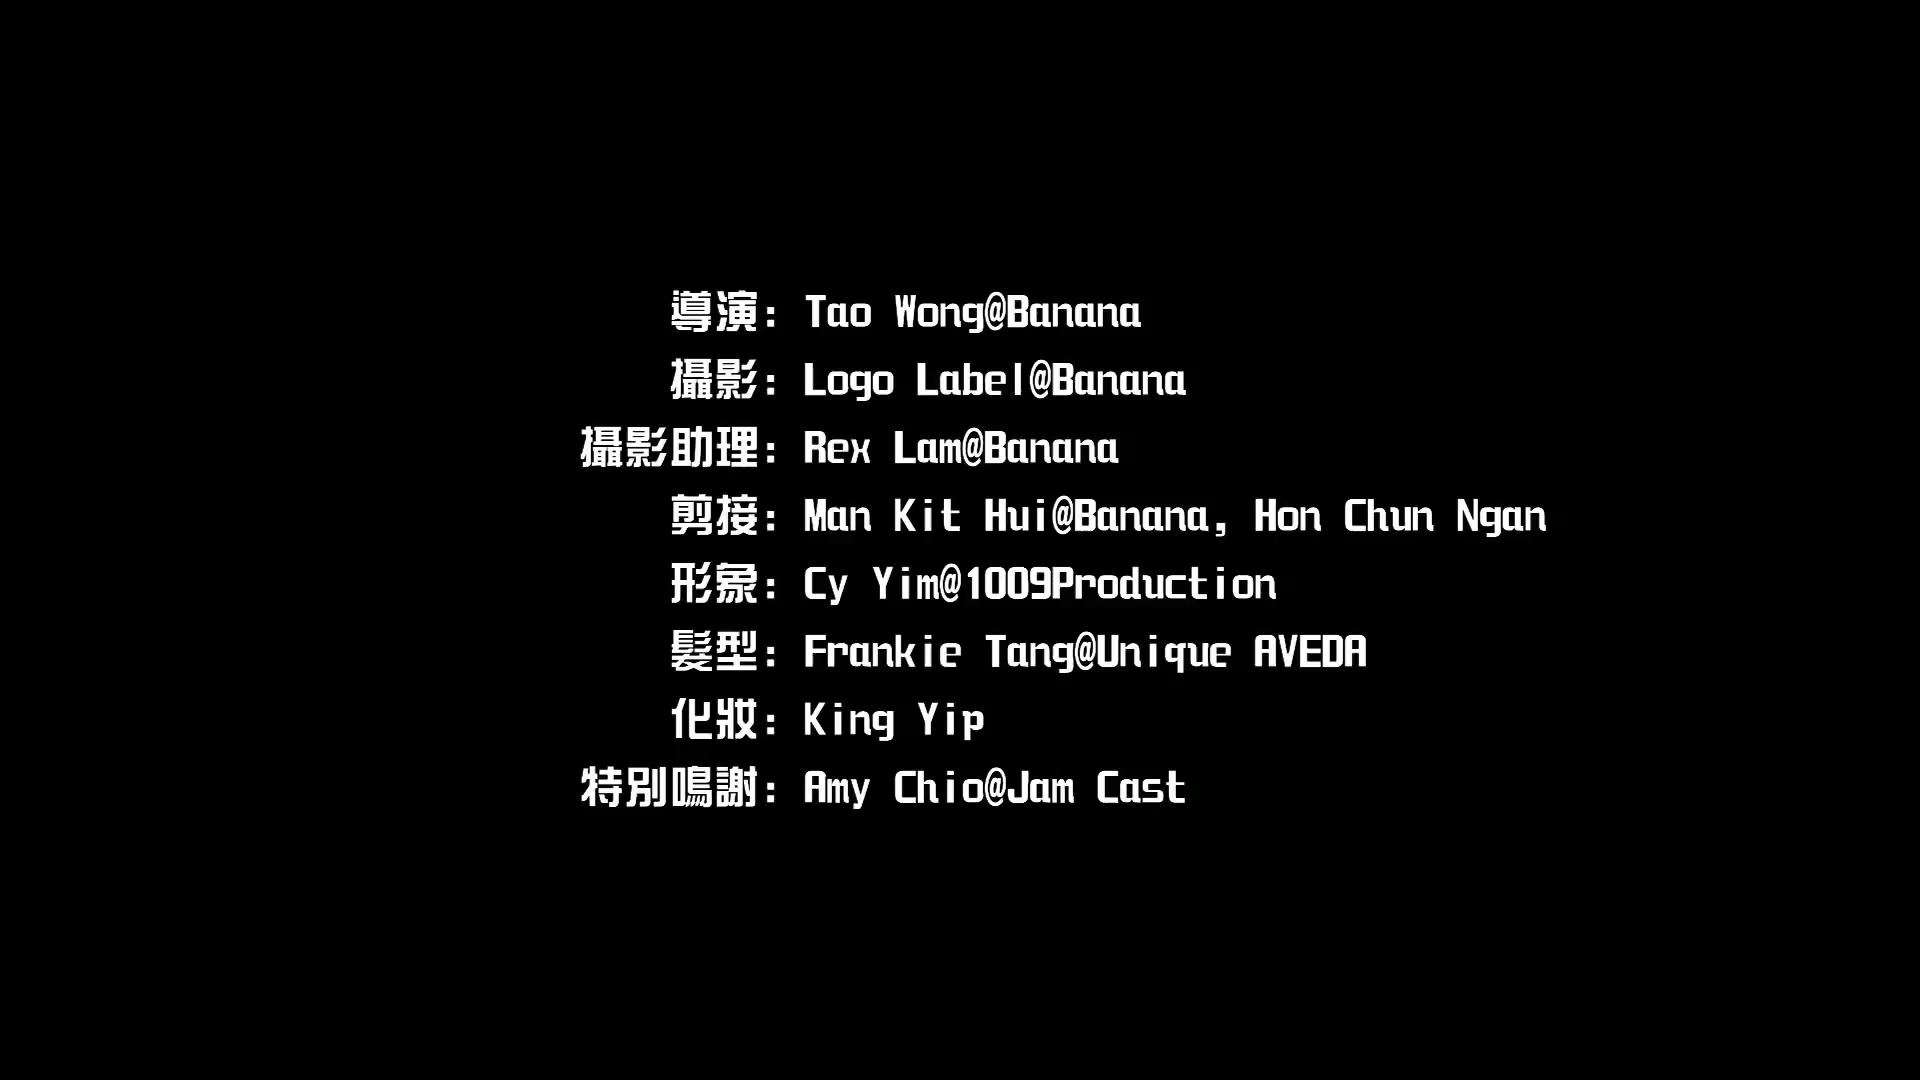 導演: Tao Wong@Banana
攝影: Logo Label@Banana
攝影助理: Rex Lam@Banana
剪接: Man Kit Hui@Banana, Hon Chun Ngan
形象: Cy Yim@1009Production
髮型: Frankie Tang@Unique AVEDA
化妝: King Yip
特別鳴謝: Amy Chio@Jam Cast